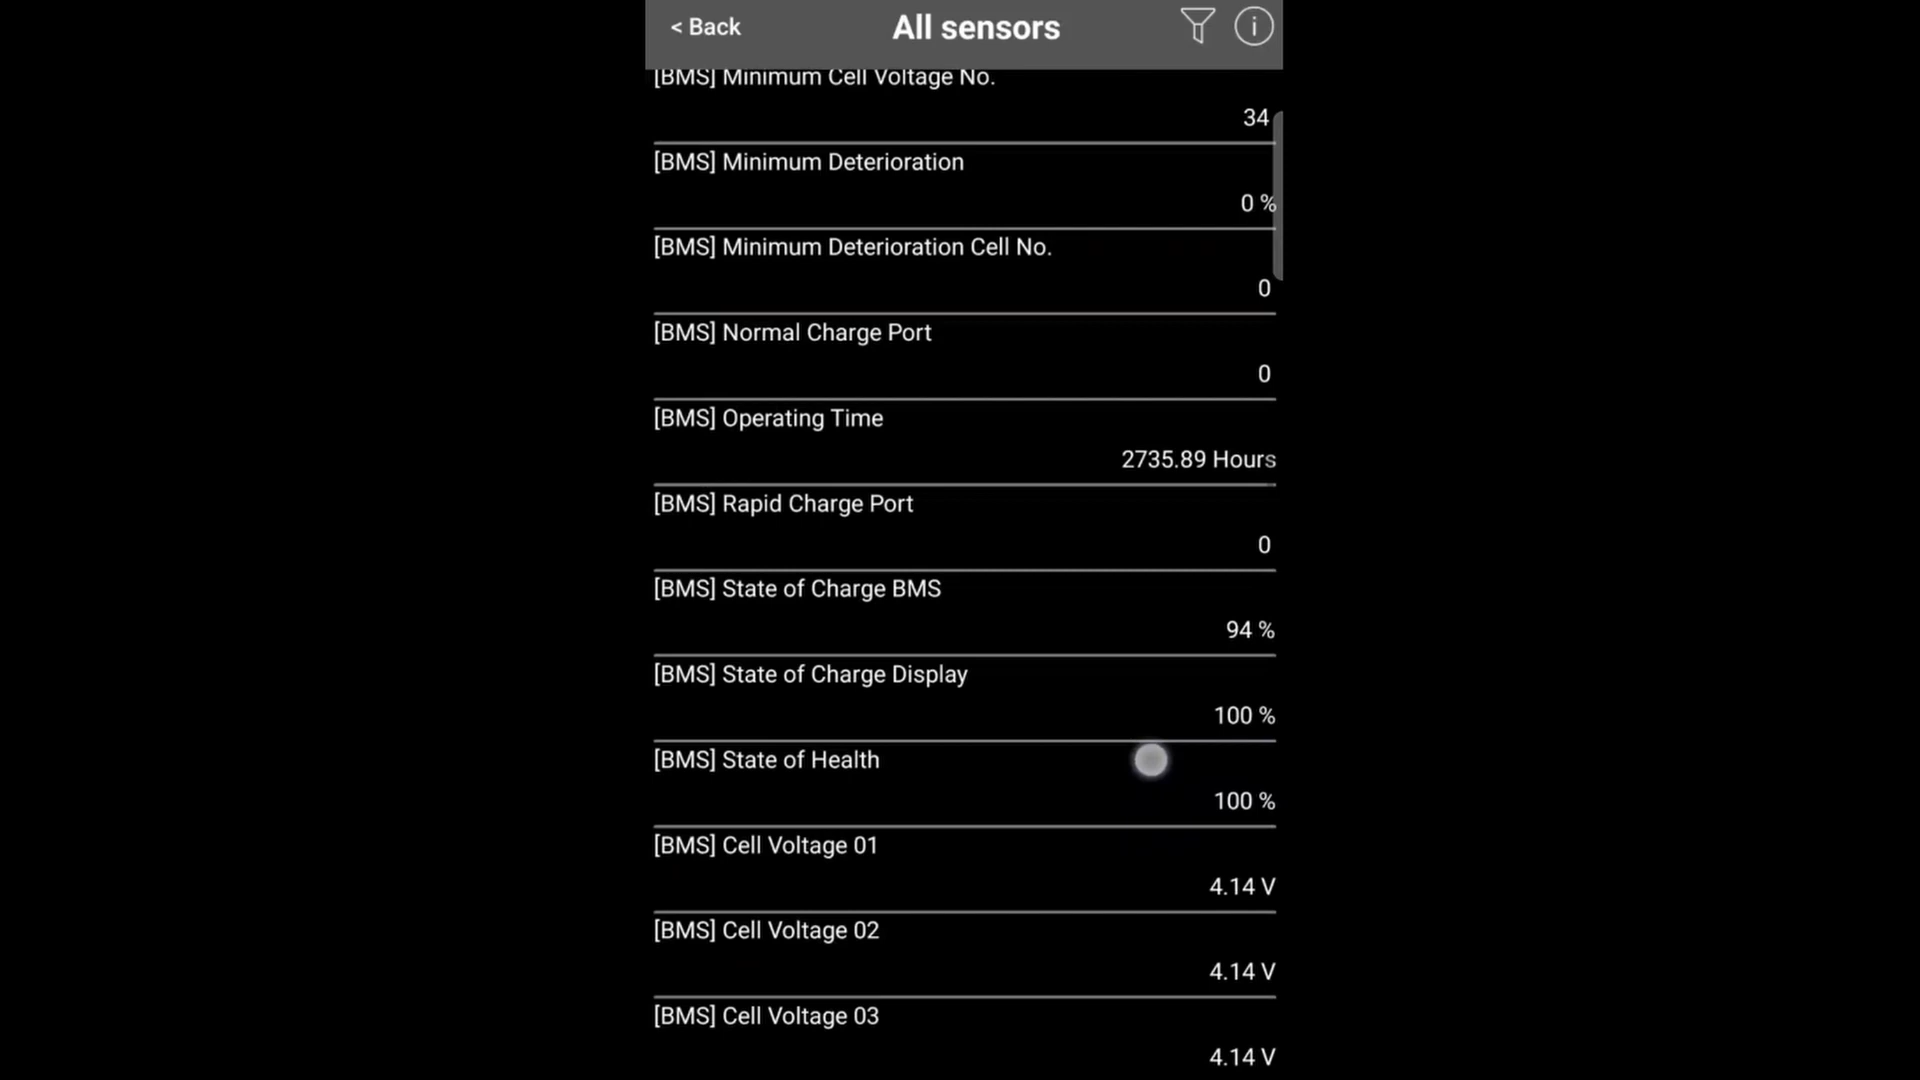 < Back
All sensors
[BMS] Minimum Cell Voltage No.
34
[BMS] Minimum Deterioration
0 %
[BMS] Minimum Deterioration Cell No.
0
[BMS] Normal Charge Port
0
[BMS] Operating Time
2735.89 Hours
[BMS] Rapid Charge Port
0
[BMS] State of Charge BMS
94 %
[BMS] State of Charge Display
100 %
[BMS] State of Health
100 %
[BMS] Cell Voltage 01
4.14 V
[BMS] Cell Voltage 02
4.14 V
[BMS] Cell Voltage 03
4.14 V